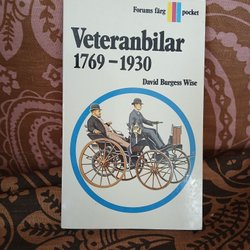 Forums färg pocket
Veteranbilar
1769-1930
David Burgess Wise